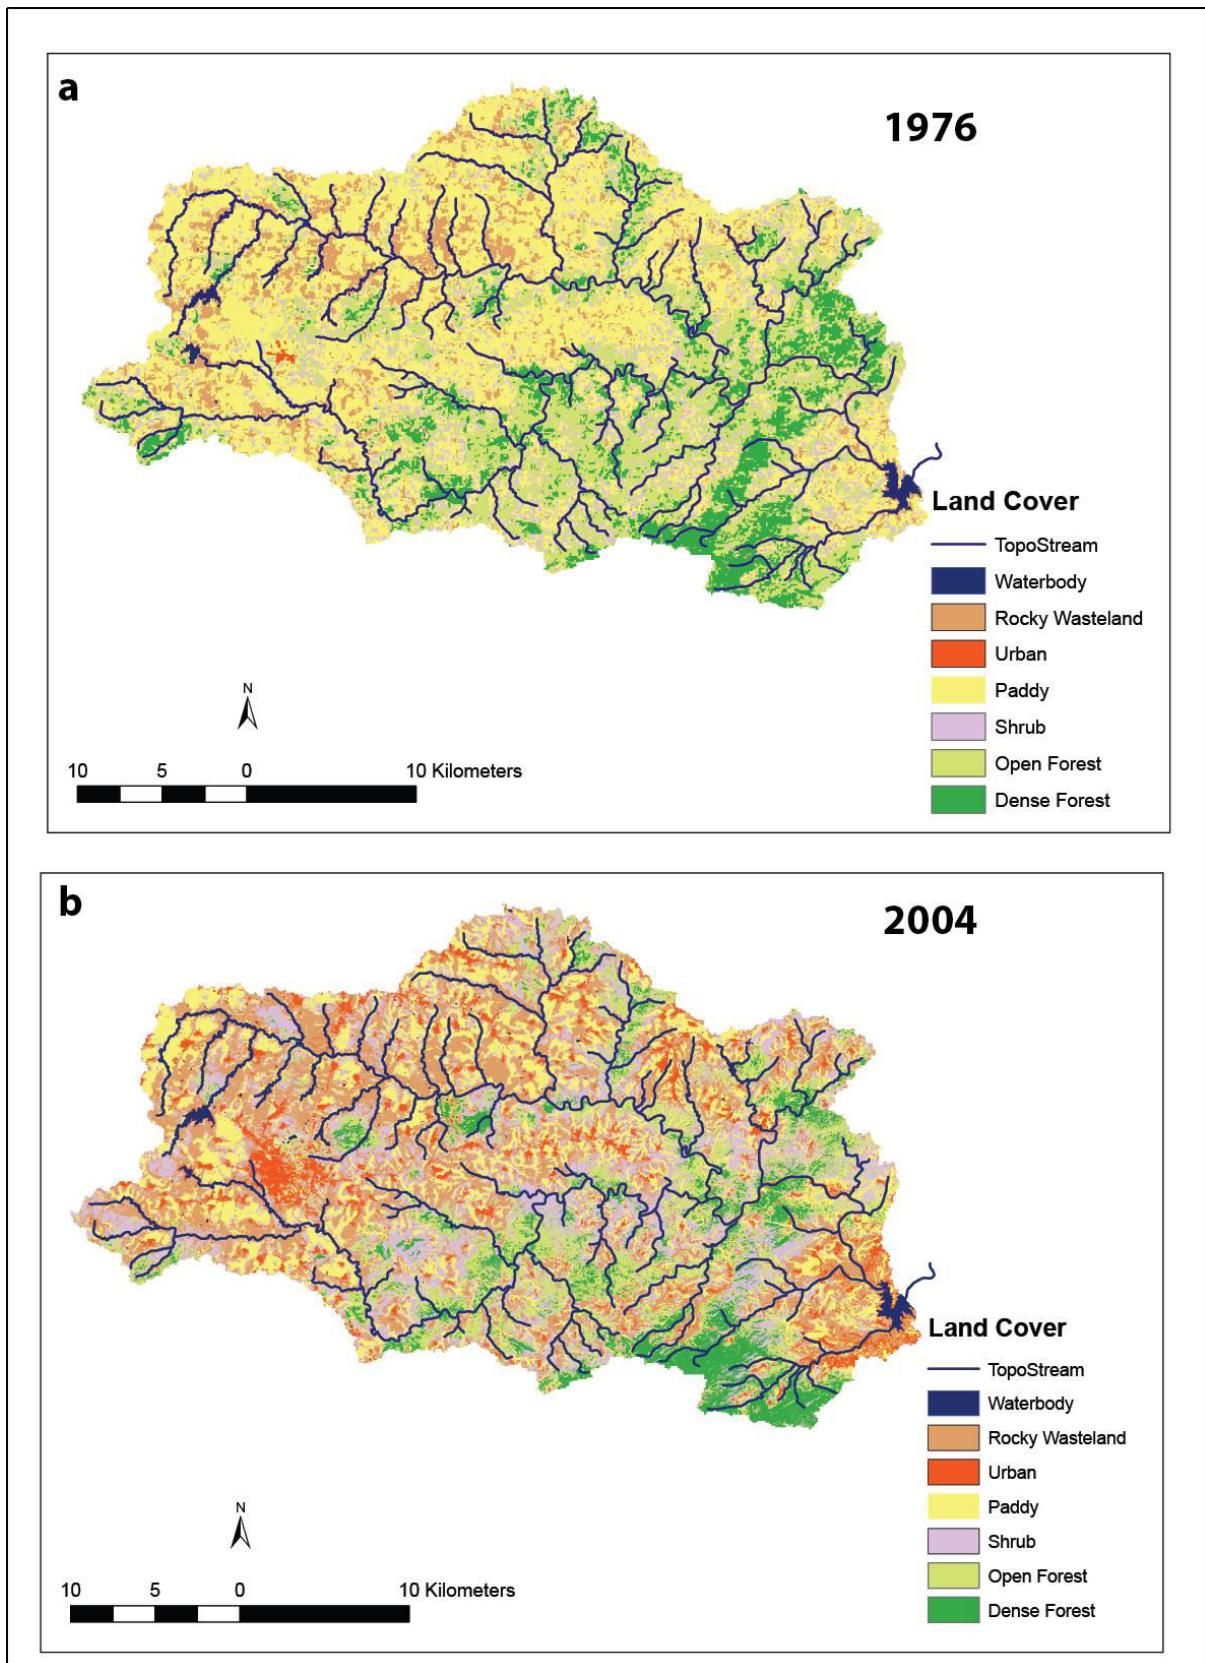 a
1976
Land Cover
TopoStream
Waterbody
Rocky Wasteland
Urban
Paddy
Shrub
Open Forest
Dense Forest
N
10 5 0 10 Kilometers
b
2004
Land Cover
TopoStream
Waterbody
Rocky Wasteland
Urban
Paddy
Shrub
Open Forest
Dense Forest
N
10 5 0 10 Kilometers